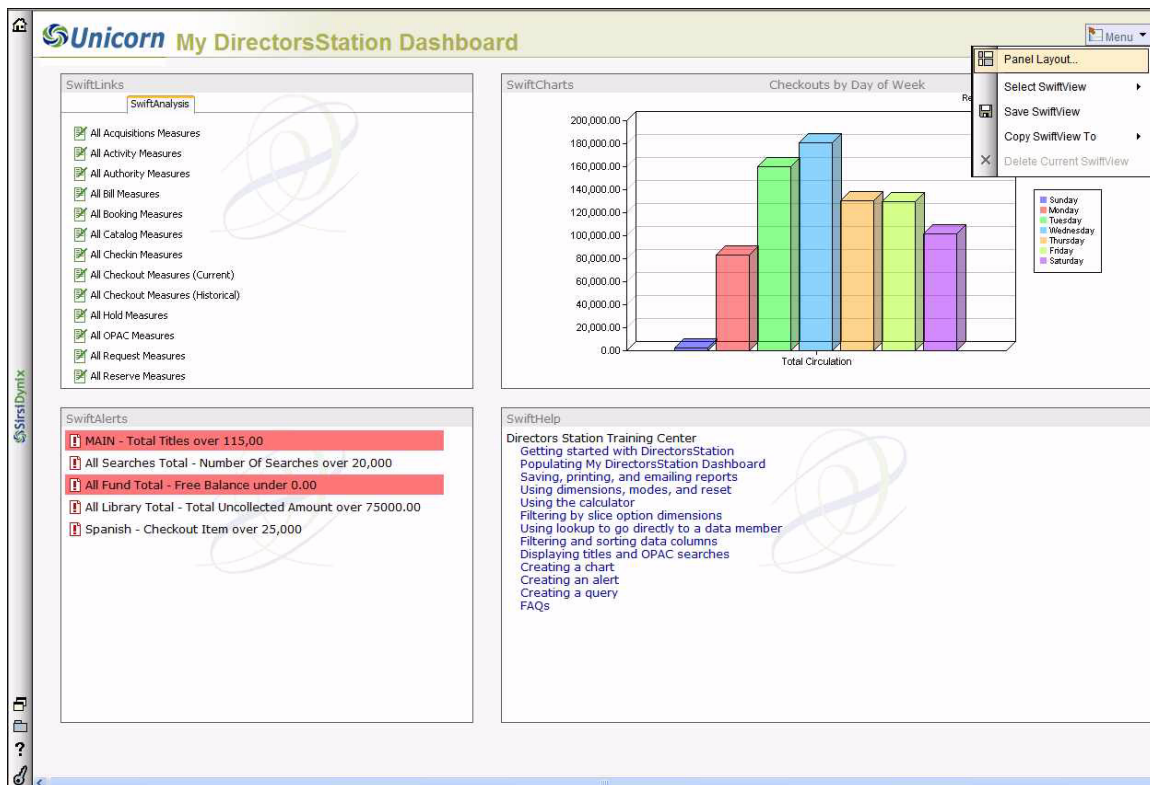 Unicorn My DirectorsStation Dashboard
Menu
Panel Layout...
Select SwiftView
Save SwiftView
Copy SwiftView To
Delete Current SwiftView
SwiftLinks
SwiftAnalysis
All Acquisitions Measures
All Activity Measures
All Authority Measures
All Bill Measures
All Booking Measures
All Catalog Measures
All Checkin Measures
All Checkout Measures (Current)
All Checkout Measures (Historical)
All Hold Measures
All OPAC Measures
All Request Measures
All Reserve Measures
SwiftCharts Checkouts by Day of Week
Re
200,000.00
180,000.00
160,000.00
140,000.00
120,000.00
100,000.00
80,000.00
60,000.00
40,000.00
20,000.00
0.00
Total Circulation
Sunday
Monday
Tuesday
Wednesday
Thursday
Friday
Saturday
SirsiDynix
SwiftAlerts
MAIN - Total Titles over 115,00
All Searches Total - Number Of Searches over 20,000
All Fund Total - Free Balance under 0.00
All Library Total - Total Uncollected Amount over 75000.00
Spanish - Checkout Item over 25,000
SwiftHelp
Directors Station Training Center
Getting started with DirectorsStation
Populating My DirectorsStation Dashboard
Saving, printing, and emailing reports
Using dimensions, modes, and reset
Using the calculator
Filtering by slice option dimensions
Using lookup to go directly to a data member
Filtering and sorting data columns
Displaying titles and OPAC searches
Creating a chart
Creating an alert
Creating a query
FAQs
?